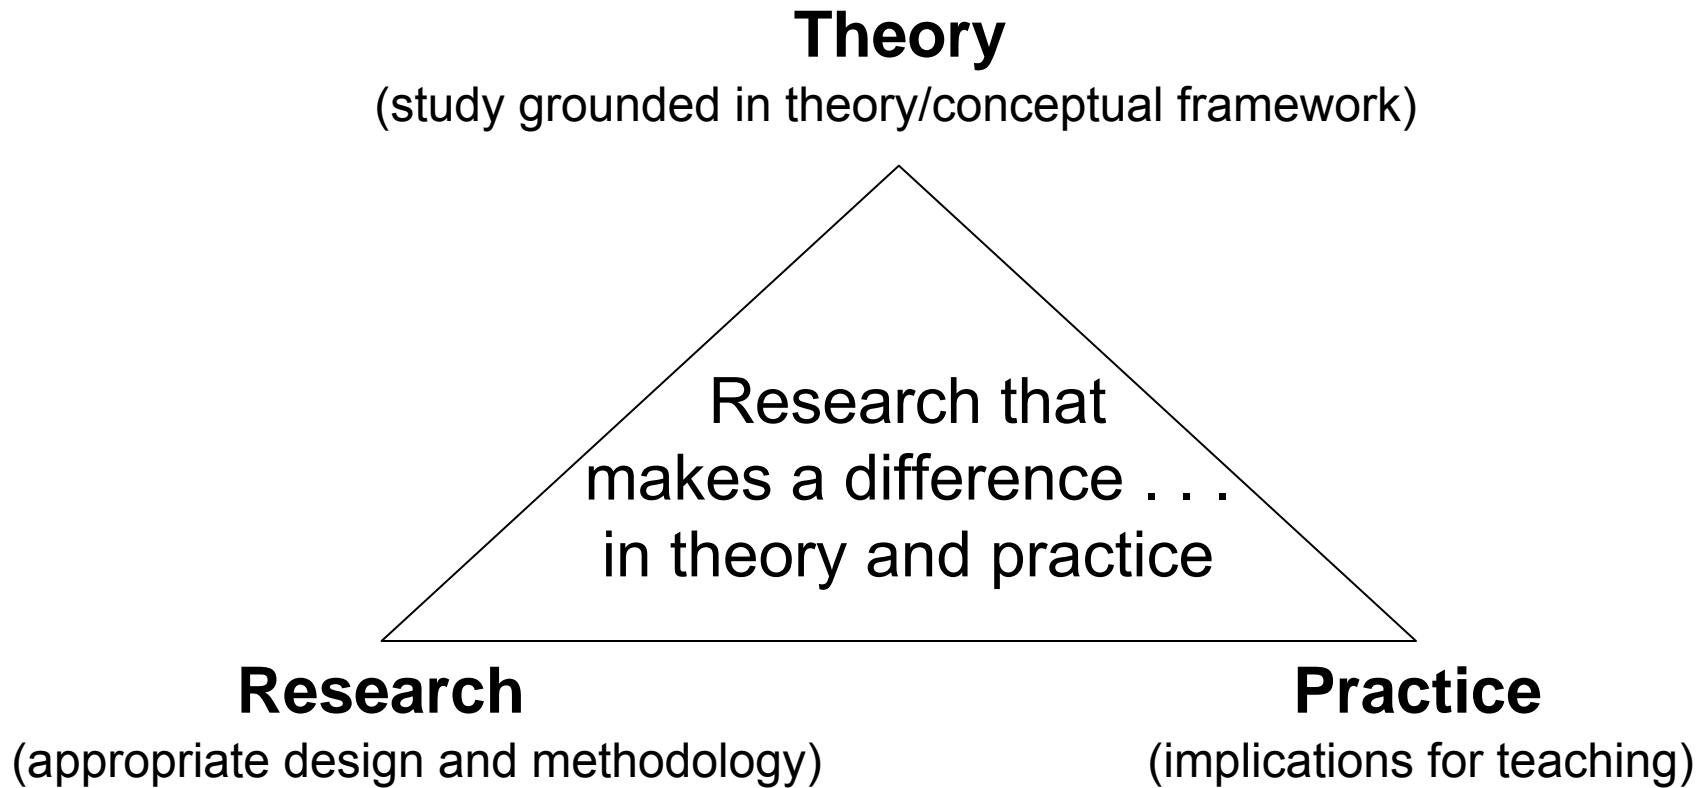 Theory
(study grounded in theory/conceptual framework)
Research that
makes a difference . . .
in theory and practice
Research
(appropriate design and methodology)
Practice
(implications for teaching)